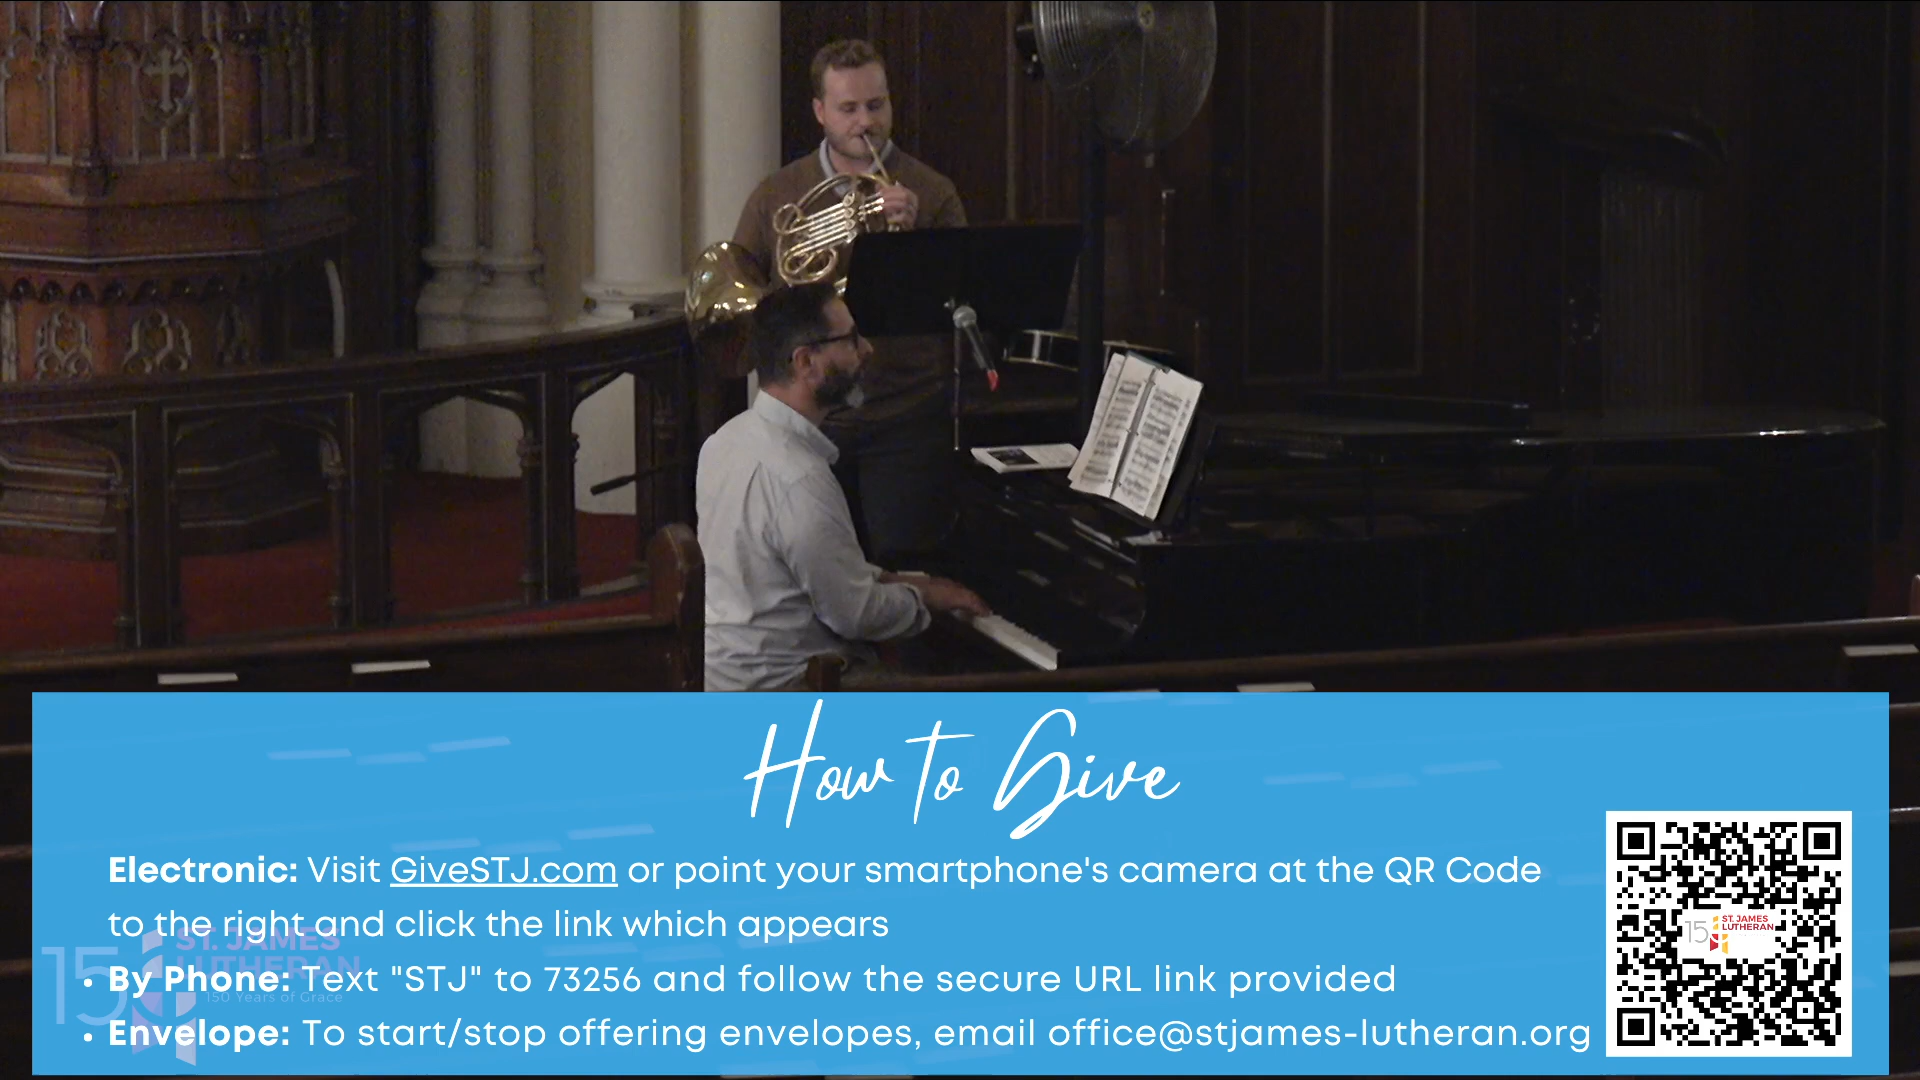 How to Give
Electronic: Visit GiveSTJ.com or point your smartphone's camera at the QR Code
to the right and click the link which appears
• By Phone: Text "STJ" to 73256 and follow the secure URL link provided
• Envelope: To start/stop offering envelopes, email office@stjames-lutheran.org
150
ST. JAMES
LUTHERAN
150 Years of Grace
150
ST. JAMES
LUTHERAN